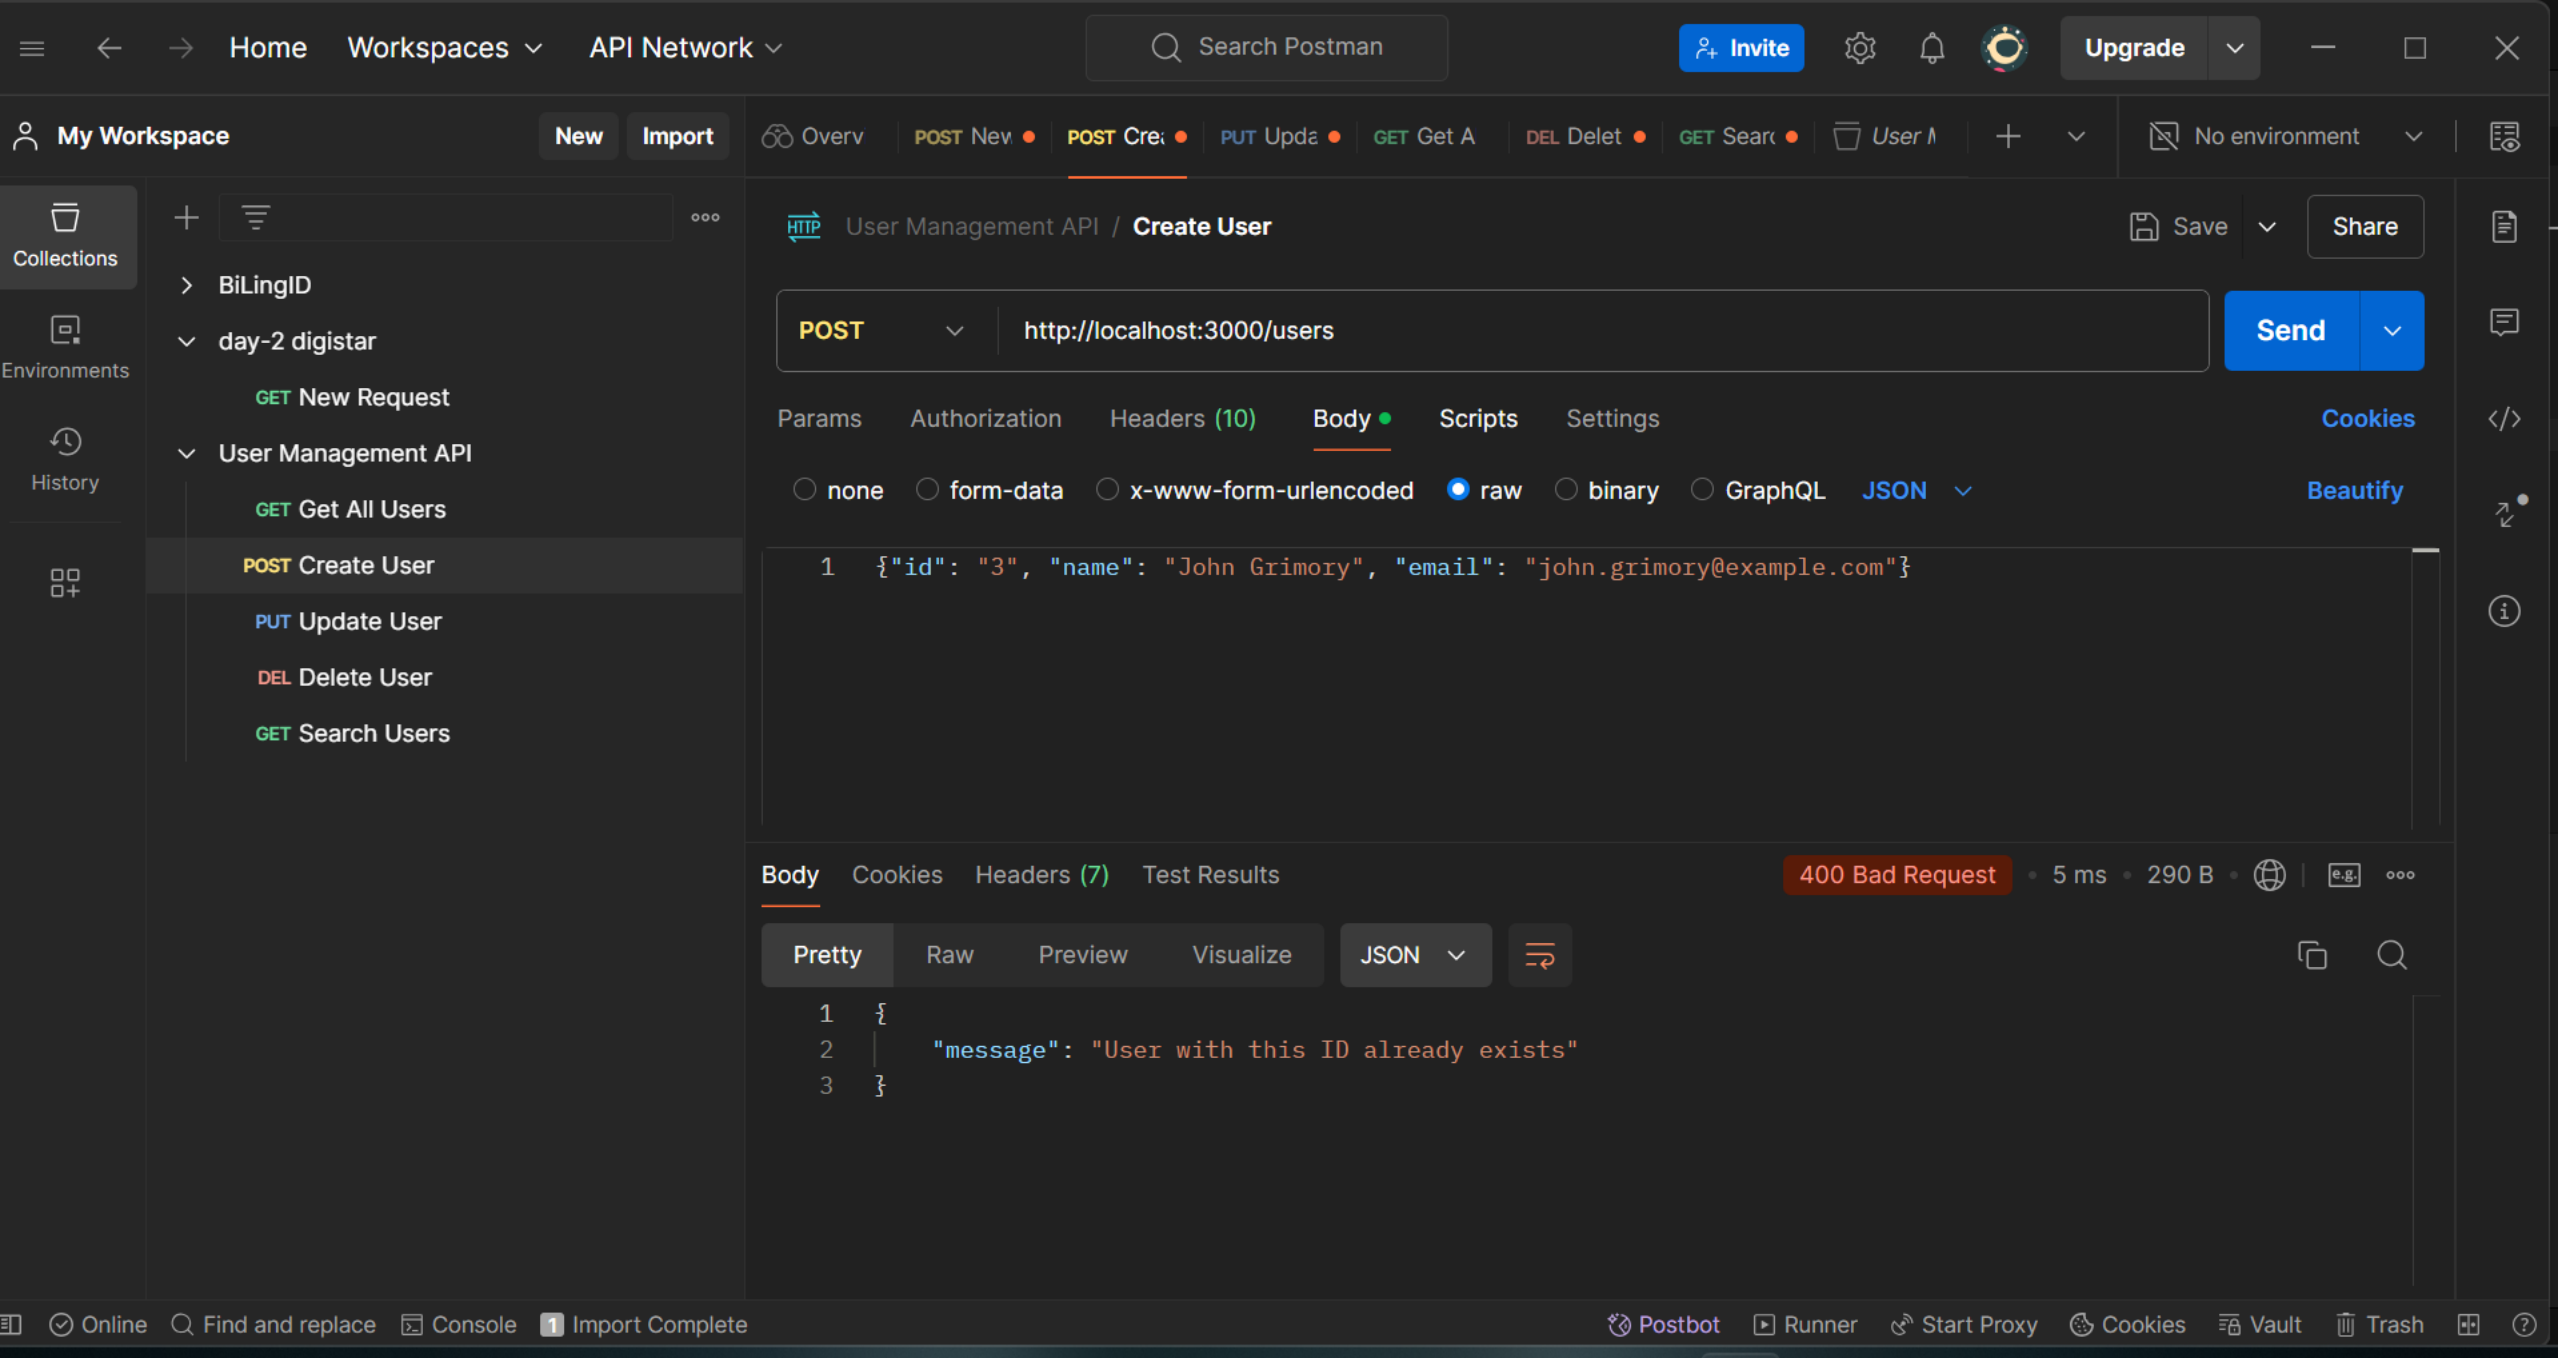 Home Workspaces API Network Search Postman Invite Upgrade
My Workspace New Import Overv POST New POST Cre PUT Upda GET Get A DEL Delet GET Sear User No environment
Collections
Environments
History
BiLingID
day-2 digistar
GET New Request
User Management API
GET Get All Users
POST Create User
PUT Update User
DEL Delete User
GET Search Users
HTTP User Management API / Create User Save Share
POST http://localhost:3000/users Send
Params Authorization Headers (10) Body Scripts Settings Cookies
none form-data x-www-form-urlencoded raw binary GraphQL JSON Beautify
1 {"id": "3", "name": "John Grimory", "email": "john.grimory@example.com"}
Body Cookies Headers (7) Test Results 400 Bad Request • 5 ms • 290 B • e.g.
Pretty Raw Preview Visualize JSON
1 {
2 "message": "User with this ID already exists"
3 }
Online Find and replace Console 1 Import Complete Postbot Runner Start Proxy Cookies Vault Trash